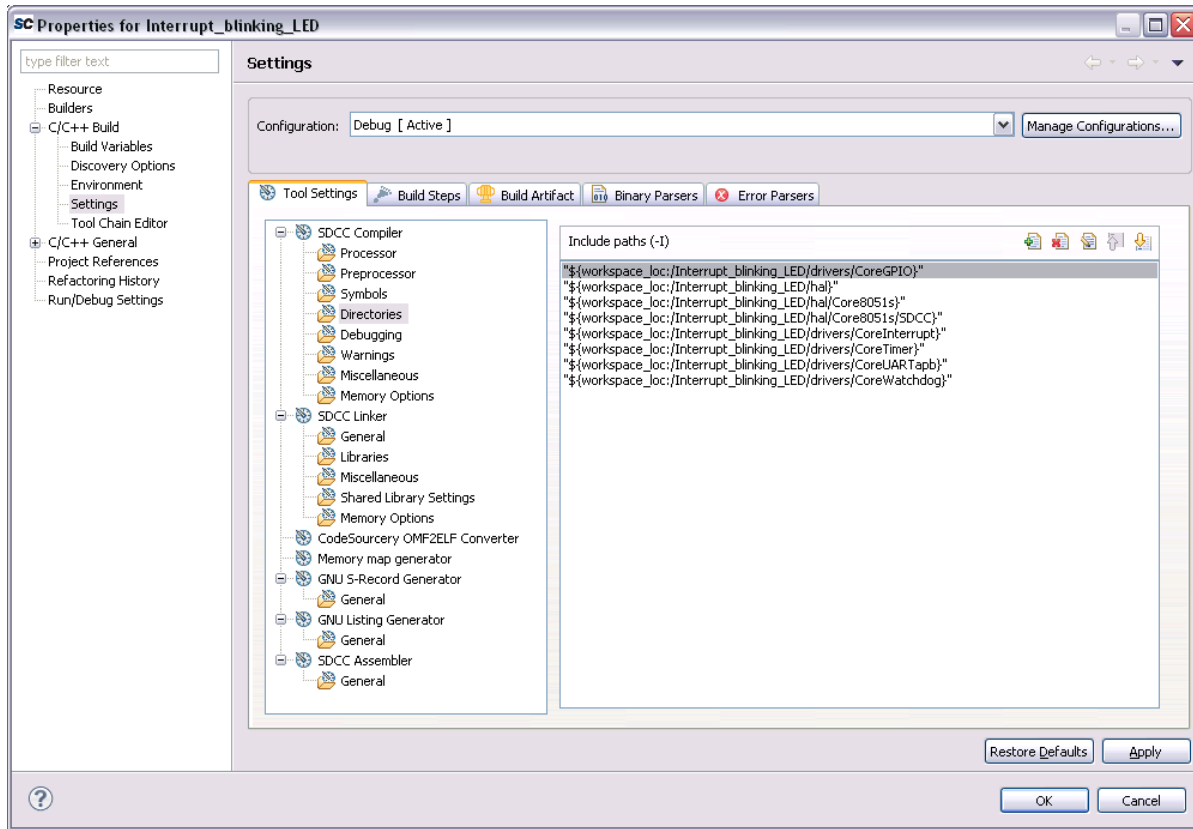 SC Properties for Interrupt_blinking_LED
type filter text
Resource
Builders
C/C++ Build
Build Variables
Discovery Options
Environment
Settings
Tool Chain Editor
C/C++ General
Project References
Refactoring History
Run/Debug Settings
Settings
Configuration: Debug [ Active ]
Manage Configurations...
Tool Settings Build Steps Build Artifact Binary Parsers Error Parsers
SDCC Compiler
Processor
Preprocessor
Symbols
Directories
Debugging
Warnings
Miscellaneous
Memory Options
SDCC Linker
General
Libraries
Miscellaneous
Shared Library Settings
Memory Options
CodeSourcery OMF2ELF Converter
Memory map generator
GNU S-Record Generator
General
GNU Listing Generator
General
SDCC Assembler
General
Include paths (-I)
"${workspace_loc:/Interrupt_blinking_LED/drivers/CoreGPIO}"
"${workspace_loc:/Interrupt_blinking_LED/hal}"
"${workspace_loc:/Interrupt_blinking_LED/hal/Core8051s}"
"${workspace_loc:/Interrupt_blinking_LED/hal/Core8051s/SDCC}"
"${workspace_loc:/Interrupt_blinking_LED/drivers/CoreInterrupt}"
"${workspace_loc:/Interrupt_blinking_LED/drivers/CoreTimer}"
"${workspace_loc:/Interrupt_blinking_LED/drivers/CoreUARTapb}"
"${workspace_loc:/Interrupt_blinking_LED/drivers/CoreWatchdog}"
Restore Defaults Apply
? OK Cancel